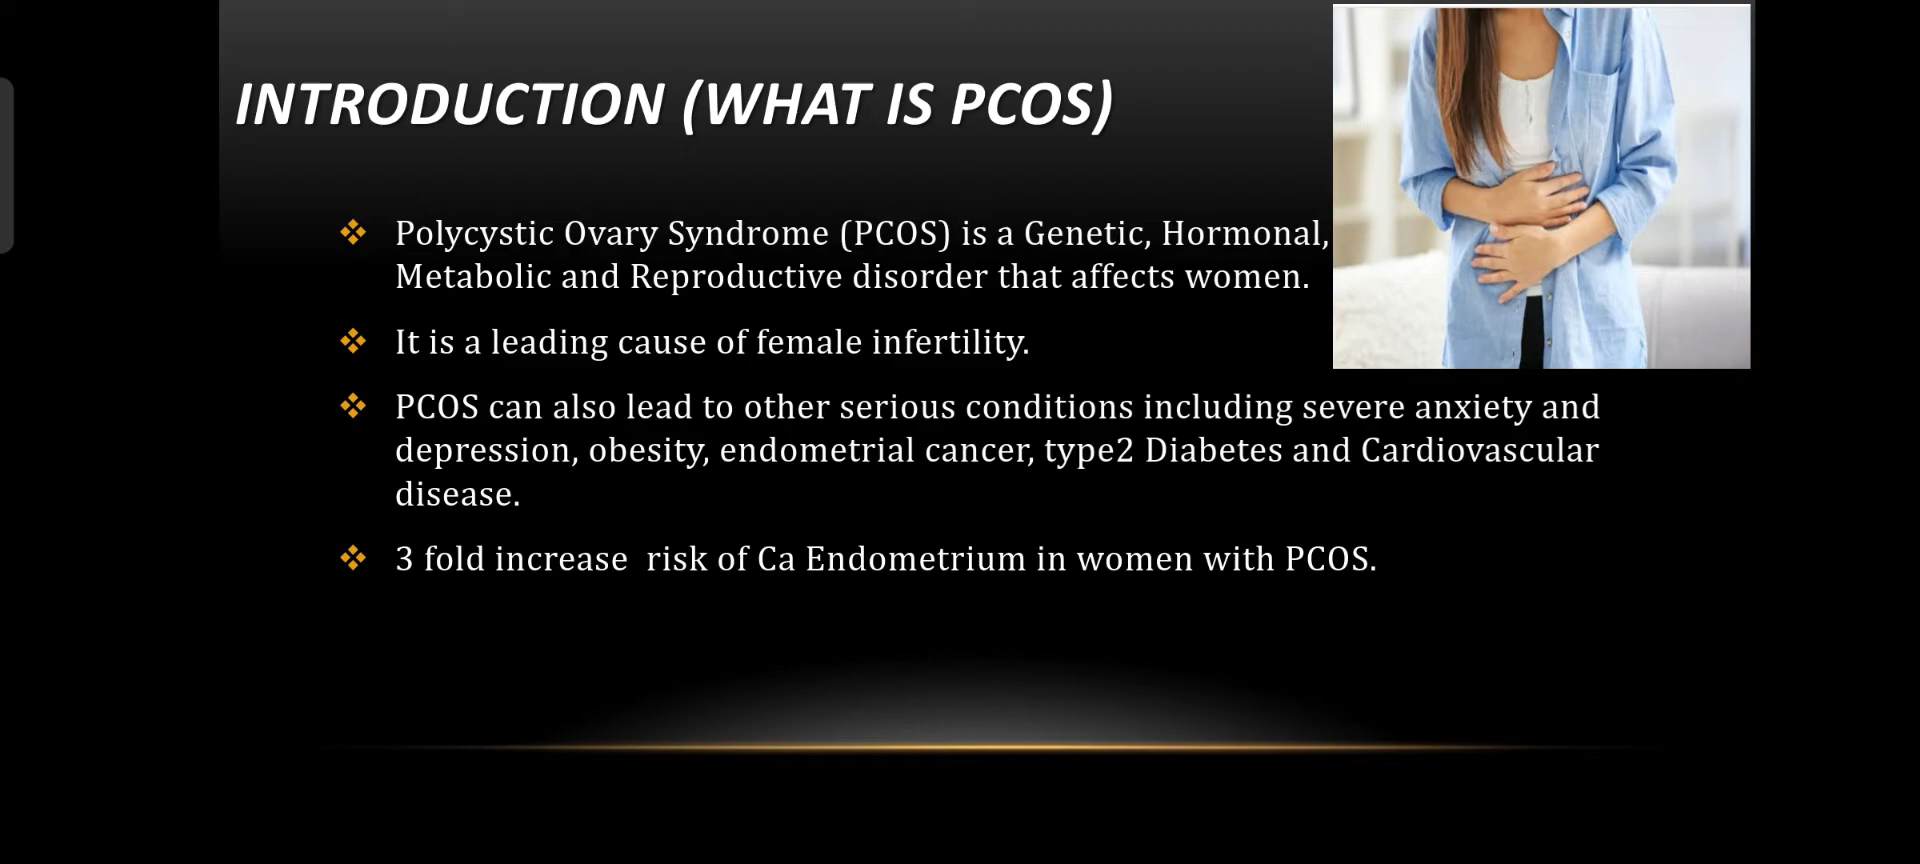 INTRODUCTION (WHAT IS PCOS)
Polycystic Ovary Syndrome (PCOS) is a Genetic, Hormonal,
Metabolic and Reproductive disorder that affects women.
It is a leading cause of female infertility.
PCOS can also lead to other serious conditions including severe anxiety and
depression, obesity, endometrial cancer, type2 Diabetes and Cardiovascular
disease.
3 fold increase  risk of Ca Endometrium in women with PCOS.